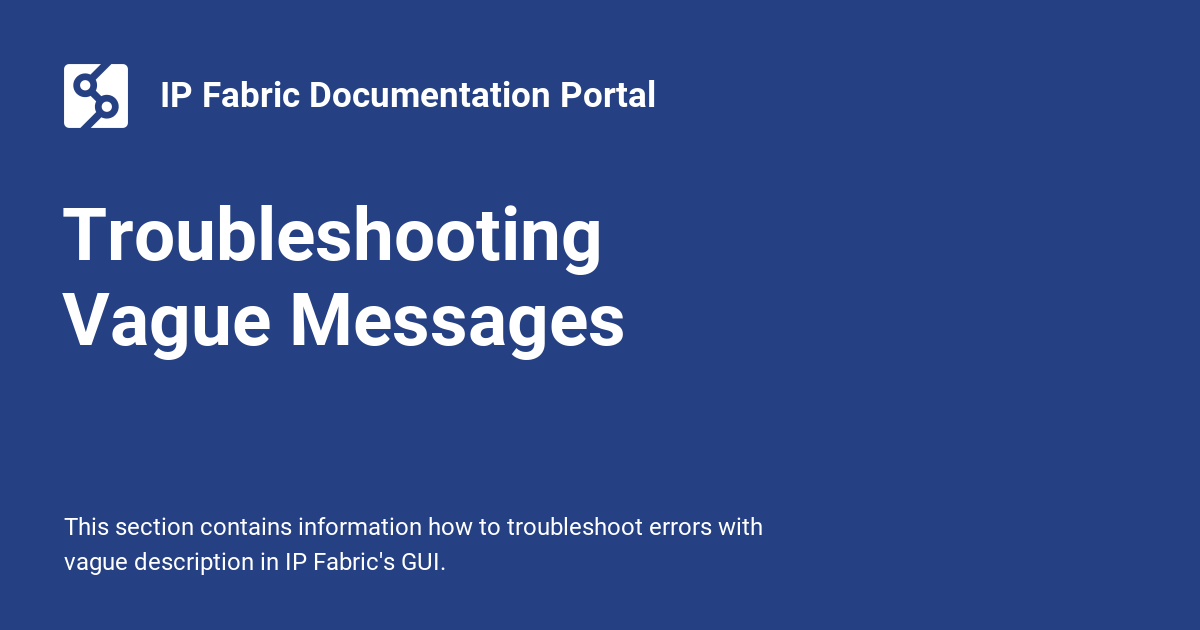 IP Fabric Documentation Portal
Troubleshooting
Vague Messages
This section contains information how to troubleshoot errors with
vague description in IP Fabric's GUI.